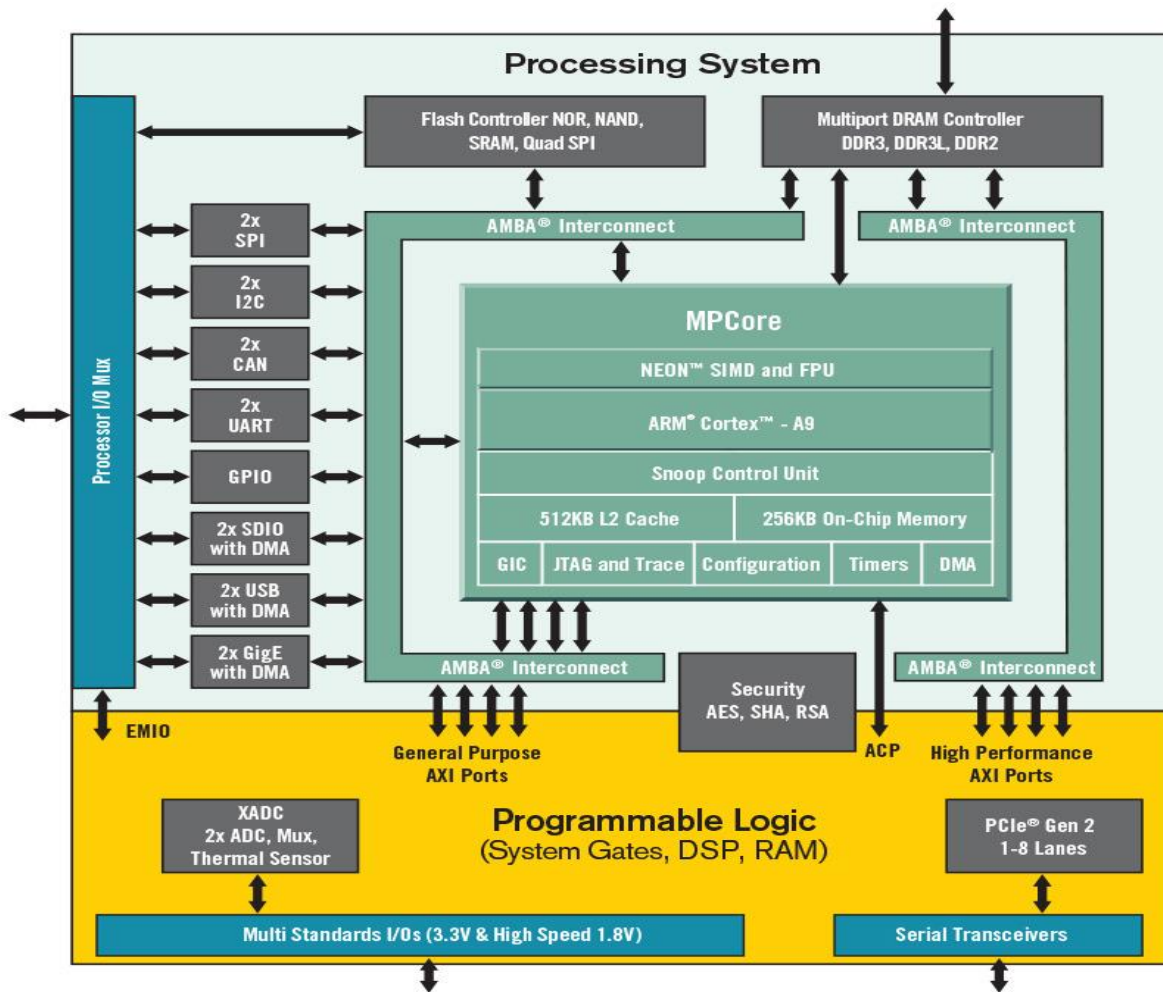 Processing System
Flash Controller NOR, NAND,
SRAM, Quad SPI
Multiport DRAM Controller
DDR3, DDR3L, DDR2
Processor I/O Mux
2x
SPI
2x
I2C
2x
CAN
2x
UART
GPIO
2x SDIO
with DMA
2x USB
with DMA
2x GigE
with DMA
AMBA® Interconnect
AMBA® Interconnect
MPCore
NEON™ SIMD and FPU
ARM® Cortex™ - A9
Snoop Control Unit
512KB L2 Cache
256KB On-Chip Memory
GIC
JTAG and Trace
Configuration
Timers
DMA
AMBA® Interconnect
AMBA® Interconnect
Security
AES, SHA, RSA
EMIO
General Purpose
AXI Ports
ACP
High Performance
AXI Ports
XADC
2x ADC, Mux,
Thermal Sensor
Programmable Logic
(System Gates, DSP, RAM)
PCIe® Gen 2
1-8 Lanes
Multi Standards I/Os (3.3V & High Speed 1.8V)
Serial Transceivers